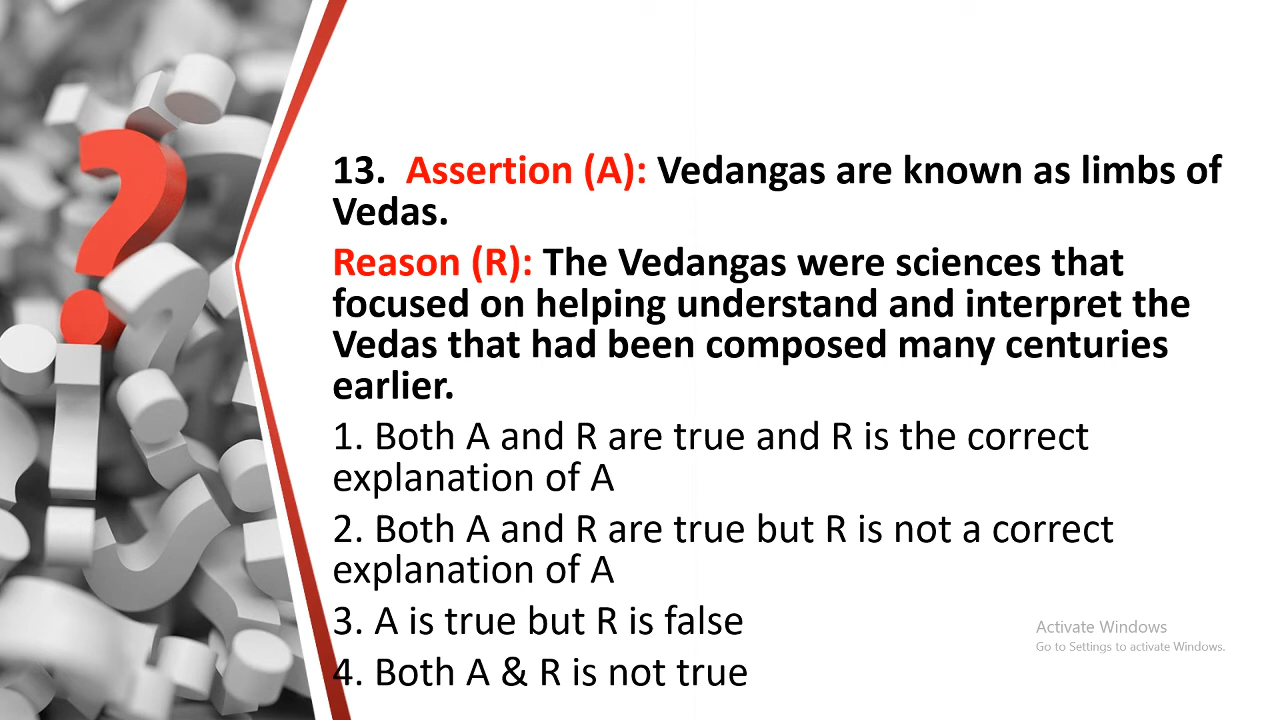 13. Assertion (A): Vedangas are known as limbs of
Vedas.
Reason (R): The Vedangas were sciences that
focused on helping understand and interpret the
Vedas that had been composed many centuries
earlier.
1. Both A and R are true and R is the correct
explanation of A
2. Both A and R are true but R is not a correct
explanation of A
3. A is true but R is false
4. Both A & R is not true
Activate Windows
Go to Settings to activate Windows.